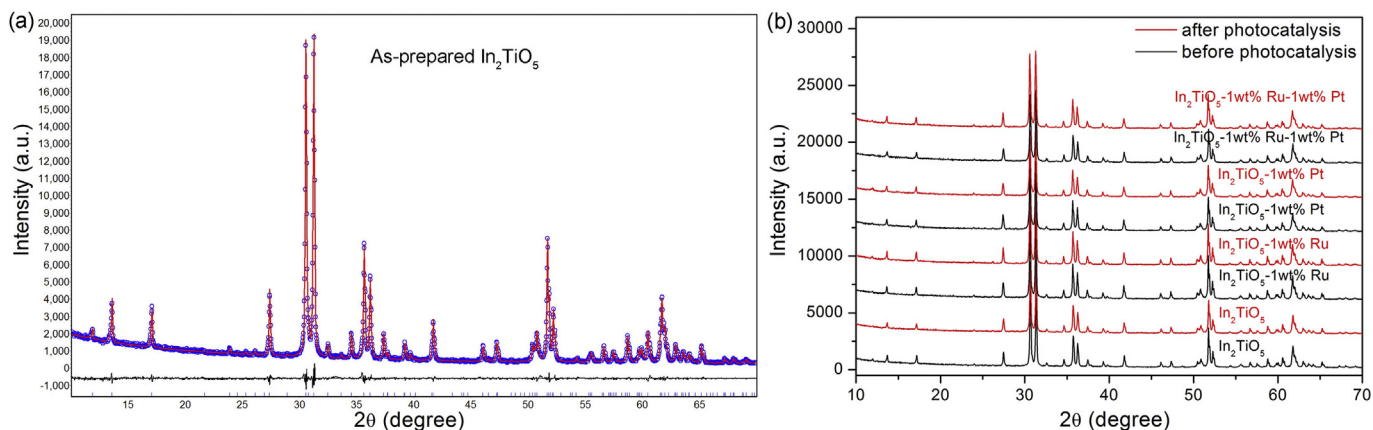 (a)
20,000
19,000
18,000
17,000
16,000
15,000
14,000
13,000
12,000
11,000
10,000
9,000
8,000
7,000
6,000
5,000
4,000
3,000
2,000
1,000
0
-1,000
Intensity (a.u.)
As-prepared In₂TiO₅
15 20 25 30 35 40 45 50 55 60 65
2θ (degree)
(b)
30000
25000
20000
15000
10000
5000
0
Intensity (a.u.)
after photocatalysis
before photocatalysis
In₂TiO₅-1wt% Ru-1wt% Pt
In₂TiO₅-1wt% Ru-1wt% Pt
In₂TiO₅-1wt% Pt
In₂TiO₅-1wt% Pt
In₂TiO₅-1wt% Ru
In₂TiO₅-1wt% Ru
In₂TiO₅
In₂TiO₅
10 20 30 40 50 60 70
2θ (degree)